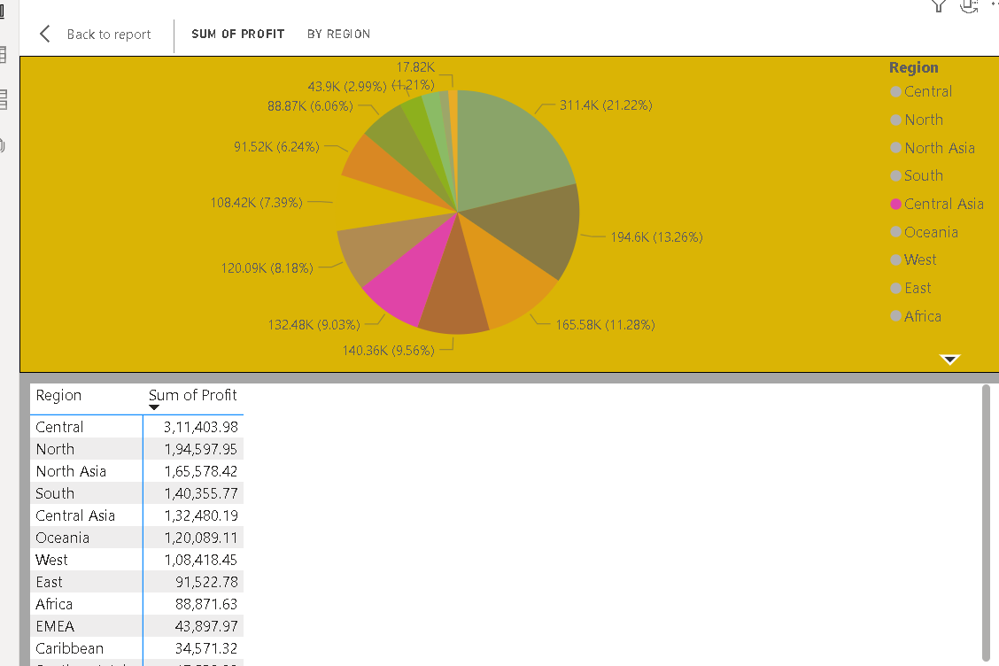 Back to report
SUM OF PROFIT
BY REGION
17.82K
(1.21%)
43.9K (2.99%)
88.87K (6.06%)
91.52K (6.24%)
108.42K (7.39%)
120.09K (8.18%)
132.48K (9.03%)
140.36K (9.56%)
311.4K (21.22%)
194.6K (13.26%)
165.58K (11.28%)
Region
Central
North
North Asia
South
Central Asia
Oceania
West
East
Africa
Region Sum of Profit
Central 3,11,403.98
North 1,94,597.95
North Asia 1,65,578.42
South 1,40,355.77
Central Asia 1,32,480.19
Oceania 1,20,089.11
West 1,08,418.45
East 91,522.78
Africa 88,871.63
EMEA 43,897.97
Caribbean 34,571.32